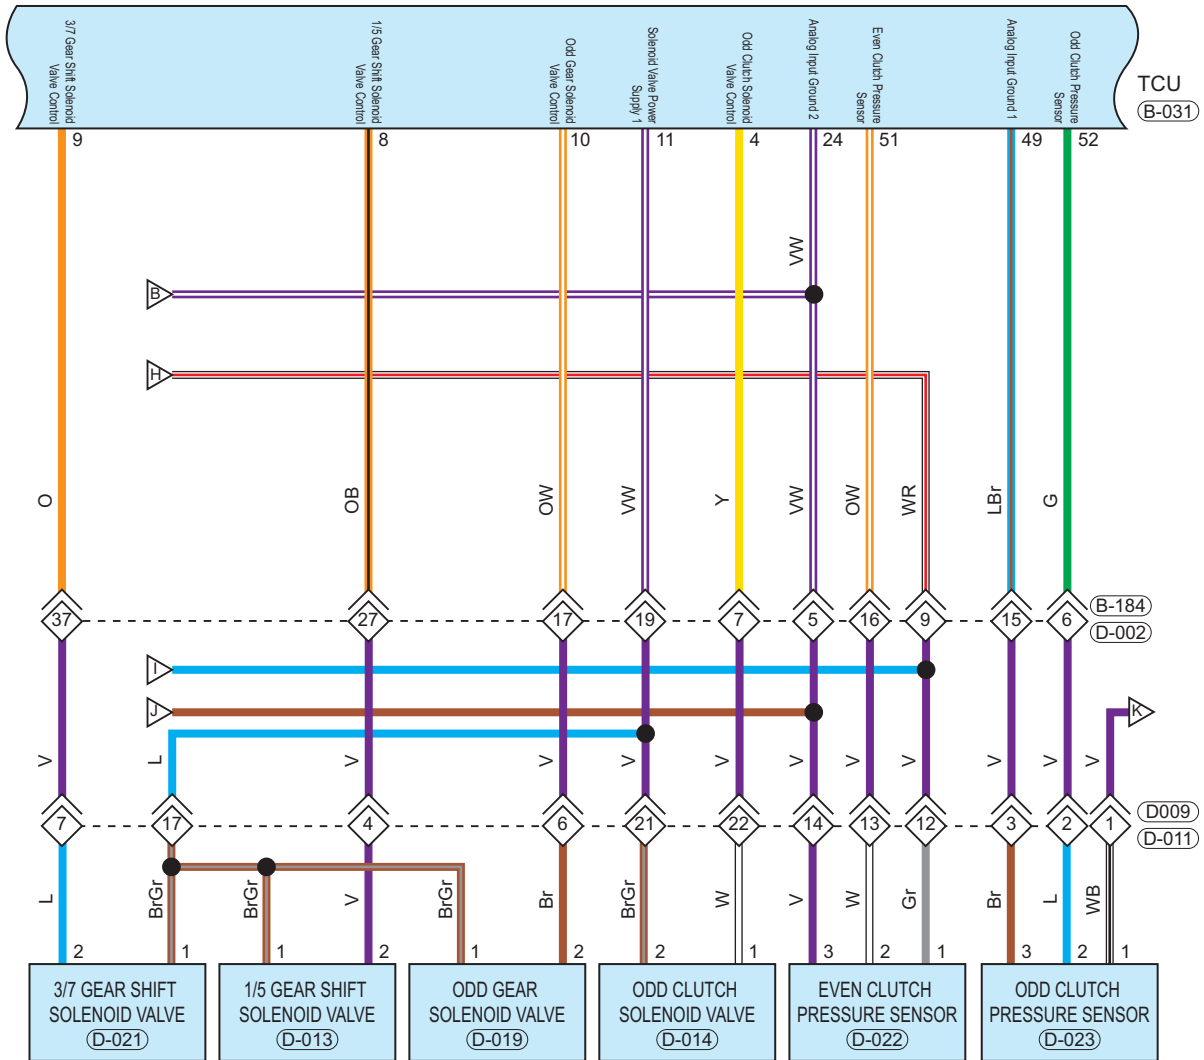 3/7 Gear Shift Solenoid
Valve Control
1/5 Gear Shift Solenoid
Valve Control
Odd Gear Solenoid
Valve Control
Solenoid Valve Power
Supply 1
Odd Clutch Solenoid
Valve Control
Analog Input Ground 2
Even Clutch Pressure
Sensor
Analog Input Ground 1
Odd Clutch Pressure
Sensor
TCU
B-031
9 8 10 11 4 24 51 49 52
VW
B
H
O OB OW VW Y VW OW WR LBr G
B-184
37 27 17 19 7 5 16 9 15 6
D-002
I
J
K
V L V V V V V V V V V V
D009
7 17 4 6 21 22 14 13 12 3 2 1
D-011
L BrGr BrGr V BrGr Br BrGr W V W Gr Br L WB
2 1 1 2 1 2 2 1 3 2 1 3 2 1
3/7 GEAR SHIFT
SOLENOID VALVE
D-021
1/5 GEAR SHIFT
SOLENOID VALVE
D-013
ODD GEAR
SOLENOID VALVE
D-019
ODD CLUTCH
SOLENOID VALVE
D-014
EVEN CLUTCH
PRESSURE SENSOR
D-022
ODD CLUTCH
PRESSURE SENSOR
D-023